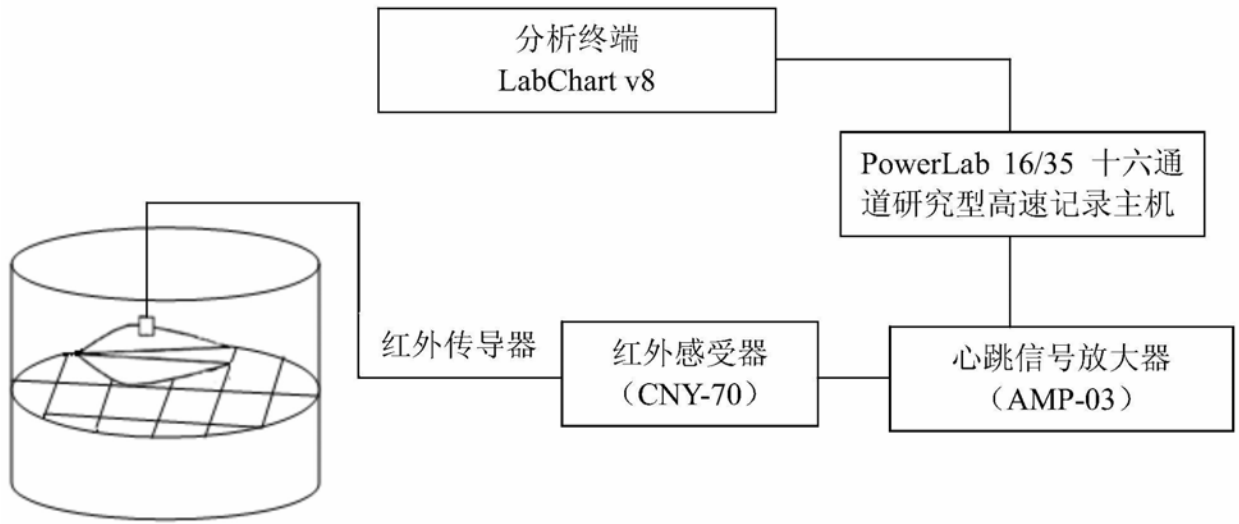 分析终端
LabChart v8
PowerLab 16/35 十六通
道研究型高速记录主机
红外传导器
红外感受器
（CNY-70）
心跳信号放大器
（AMP-03）